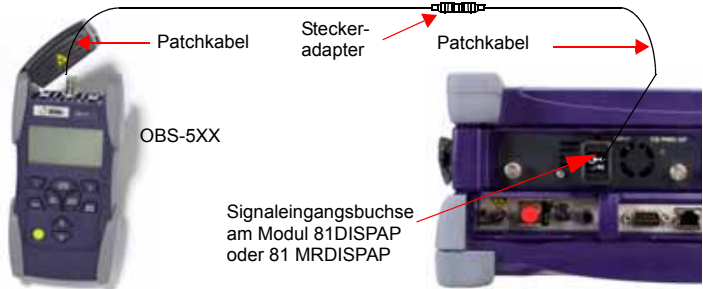 Patchkabel
Stecker-
adapter
Patchkabel
OBS-5XX
Signaleingangsbuchse
am Modul 81DISPAP
oder 81 MRDISPAP